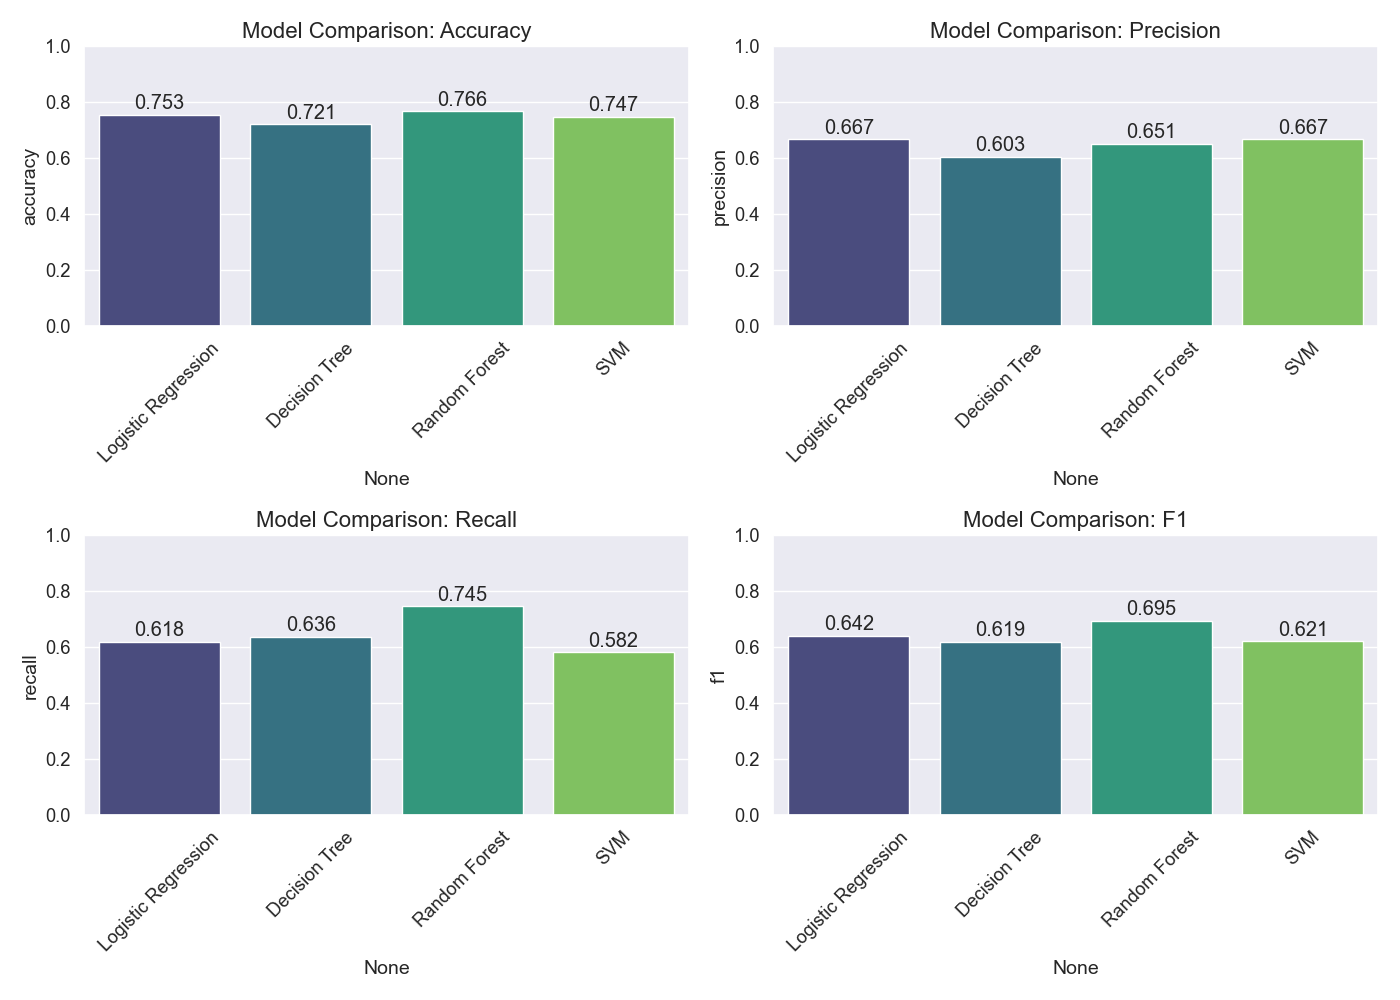 Model Comparison: Accuracy
accuracy
1.0
0.8
0.6
0.4
0.2
0.0
0.753
0.721
0.766
0.747
Logistic Regression
Decision Tree
Random Forest
SVM
None
Model Comparison: Precision
precision
1.0
0.8
0.6
0.4
0.2
0.0
0.667
0.603
0.651
0.667
Logistic Regression
Decision Tree
Random Forest
SVM
None
Model Comparison: Recall
recall
1.0
0.8
0.6
0.4
0.2
0.0
0.618
0.636
0.745
0.582
Logistic Regression
Decision Tree
Random Forest
SVM
None
Model Comparison: F1
f1
1.0
0.8
0.6
0.4
0.2
0.0
0.642
0.619
0.695
0.621
Logistic Regression
Decision Tree
Random Forest
SVM
None